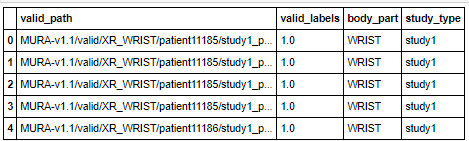 valid_path valid_labels body_part study_type
0 MURA-v1.1/valid/XR_WRIST/patient11185/study1_p... 1.0 WRIST study1
1 MURA-v1.1/valid/XR_WRIST/patient11185/study1_p... 1.0 WRIST study1
2 MURA-v1.1/valid/XR_WRIST/patient11185/study1_p... 1.0 WRIST study1
3 MURA-v1.1/valid/XR_WRIST/patient11185/study1_p... 1.0 WRIST study1
4 MURA-v1.1/valid/XR_WRIST/patient11186/study1_p... 1.0 WRIST study1